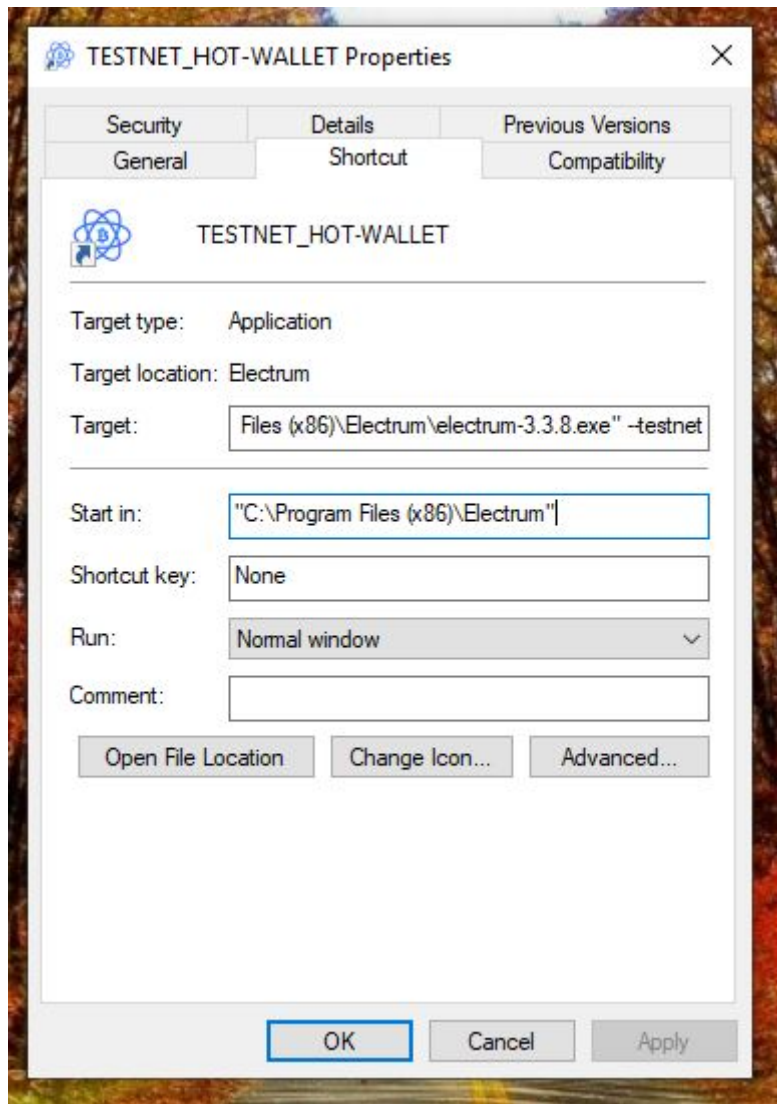 TESTNET_HOT-WALLET Properties
Security Details Previous Versions
General Shortcut Compatibility
TESTNET_HOT-WALLET
Target type: Application
Target location: Electrum
Target: Files (x86)\Electrum\electrum-3.3.8.exe" --testnet
Start in: "C:\Program Files (x86)\Electrum"
Shortcut key: None
Run: Normal window
Comment:
Open File Location Change Icon... Advanced...
OK Cancel Apply